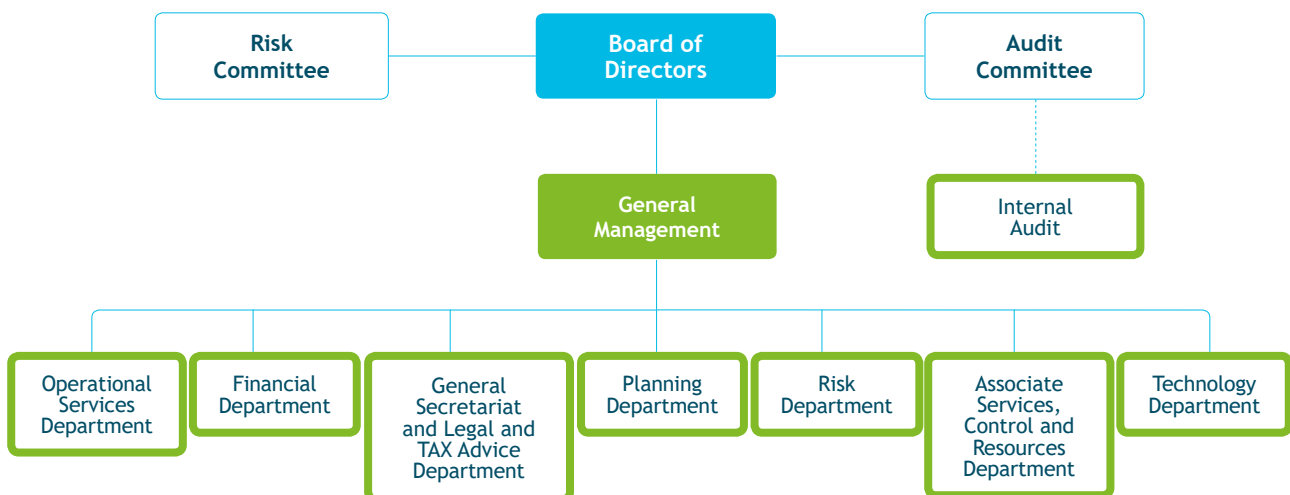 Risk
Committee
Board of
Directors
Audit
Committee
General
Management
Internal
Audit
Operational
Services
Department
Financial
Department
General
Secretariat
and Legal and
TAX Advice
Department
Planning
Department
Risk
Department
Associate
Services,
Control and
Resources
Department
Technology
Department